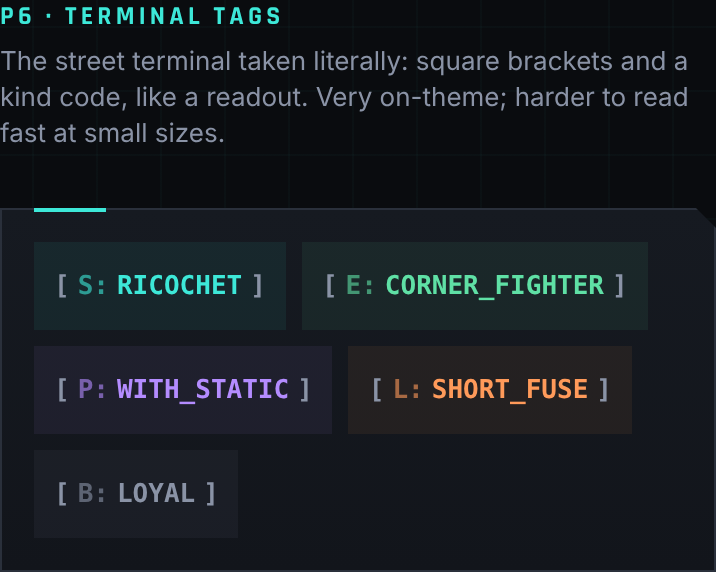 P6 · TERMINAL TAGS
The street terminal taken literally: square brackets and a
kind code, like a readout. Very on-theme; harder to read
fast at small sizes.
[ S: RICOCHET ] [ E: CORNER_FIGHTER ]
[ P: WITH_STATIC ] [ L: SHORT_FUSE ]
[ B: LOYAL ]